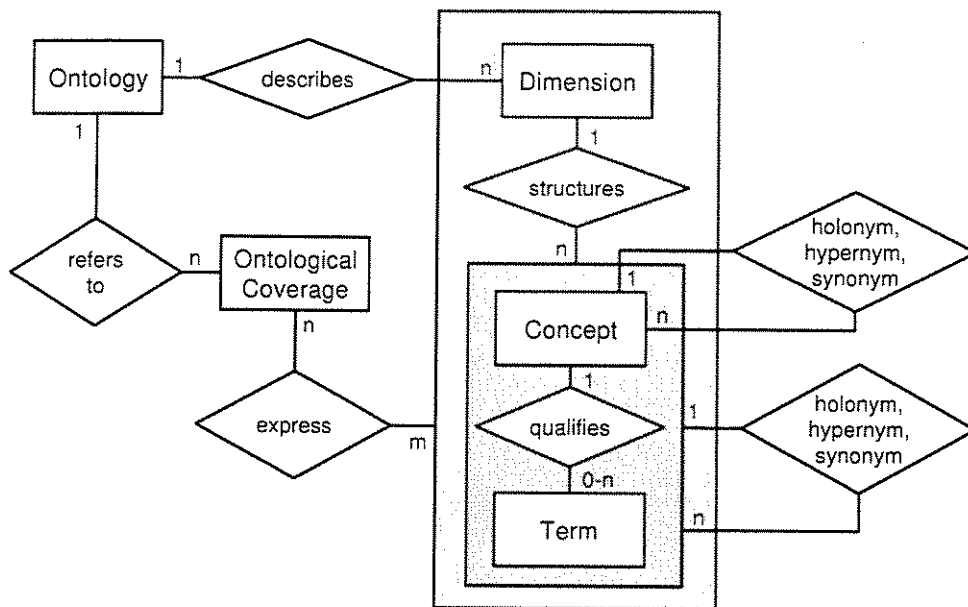 Ontology
1
describes
n
Dimension
1
1
structures
n
refers
to
n
Ontological
Coverage
n
holonym,
hypernym,
synonym
1
n
Concept
1
express
m
qualifies
1
holonym,
hypernym,
synonym
0-n
n
Term